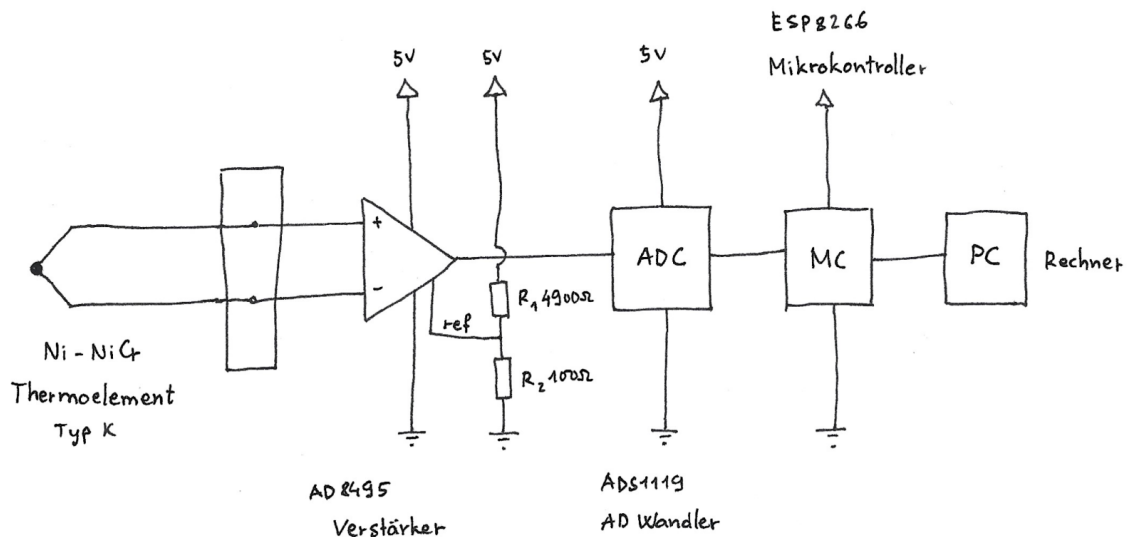 ESP8266
Mikrokontroller
5V
5V
5V
+
-
ref
R1 4900Ω
R2 100Ω
ADC
MC
PC
Rechner
Ni-NiCr
Thermoelement
Typ K
AD8495
Verstärker
ADS1119
AD Wandler